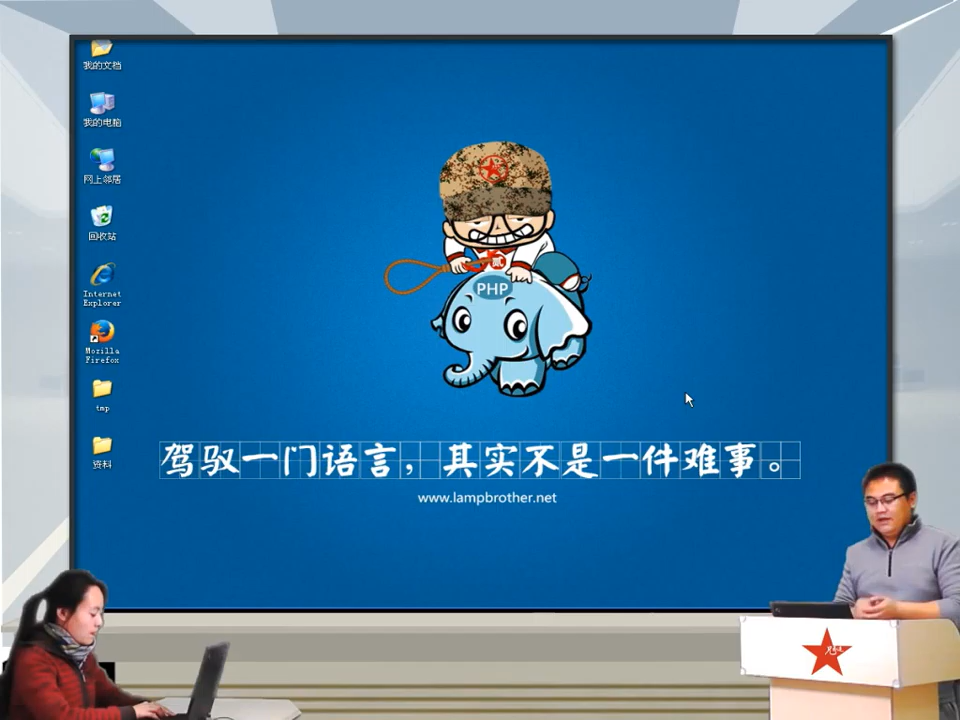 我的文档
我的电脑
网上邻居
回收站
Internet
Explorer
Mozilla
Firefox
tmp
资料
贰
PHP
驾驭一门语言，其实不是一件难事。
www.lampbrother.net